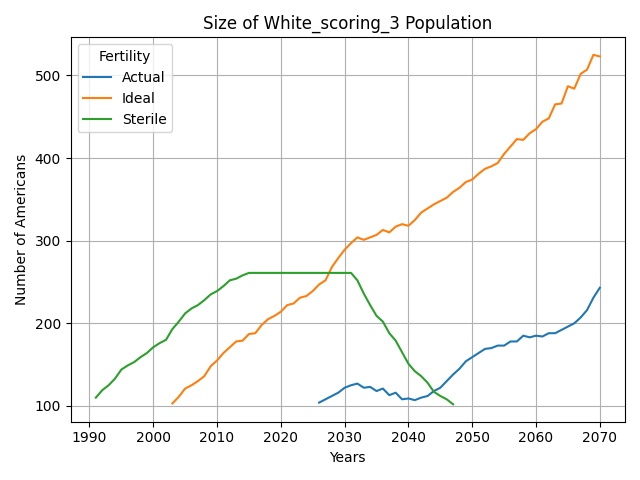 Size of White_scoring_3 Population
Fertility
Actual
Ideal
Sterile
Number of Americans
500
400
300
200
100
1990
2000
2010
2020
2030
2040
2050
2060
2070
Years